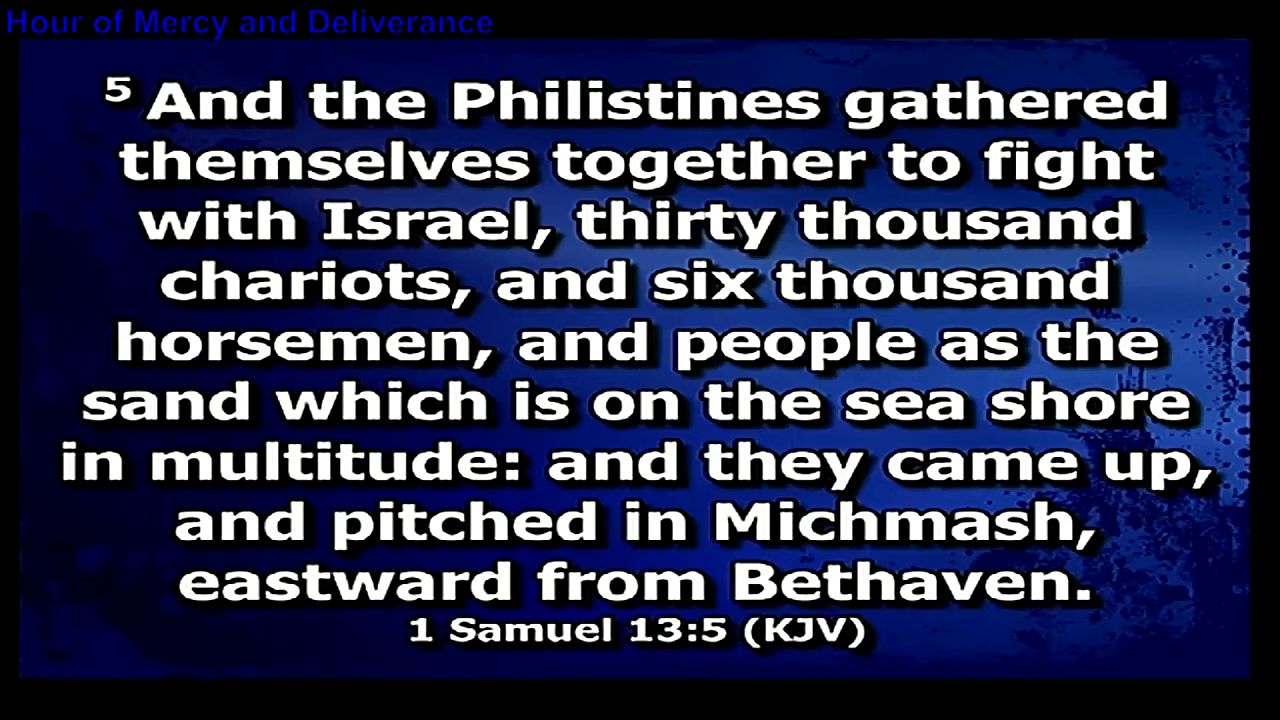 Hour of Mercy and Deliverance
5 And the Philistines gathered
themselves together to fight
with Israel, thirty thousand
chariots, and six thousand
horsemen, and people as the
sand which is on the sea shore
in multitude: and they came up,
and pitched in Michmash,
eastward from Bethaven.
1 Samuel 13:5 (KJV)